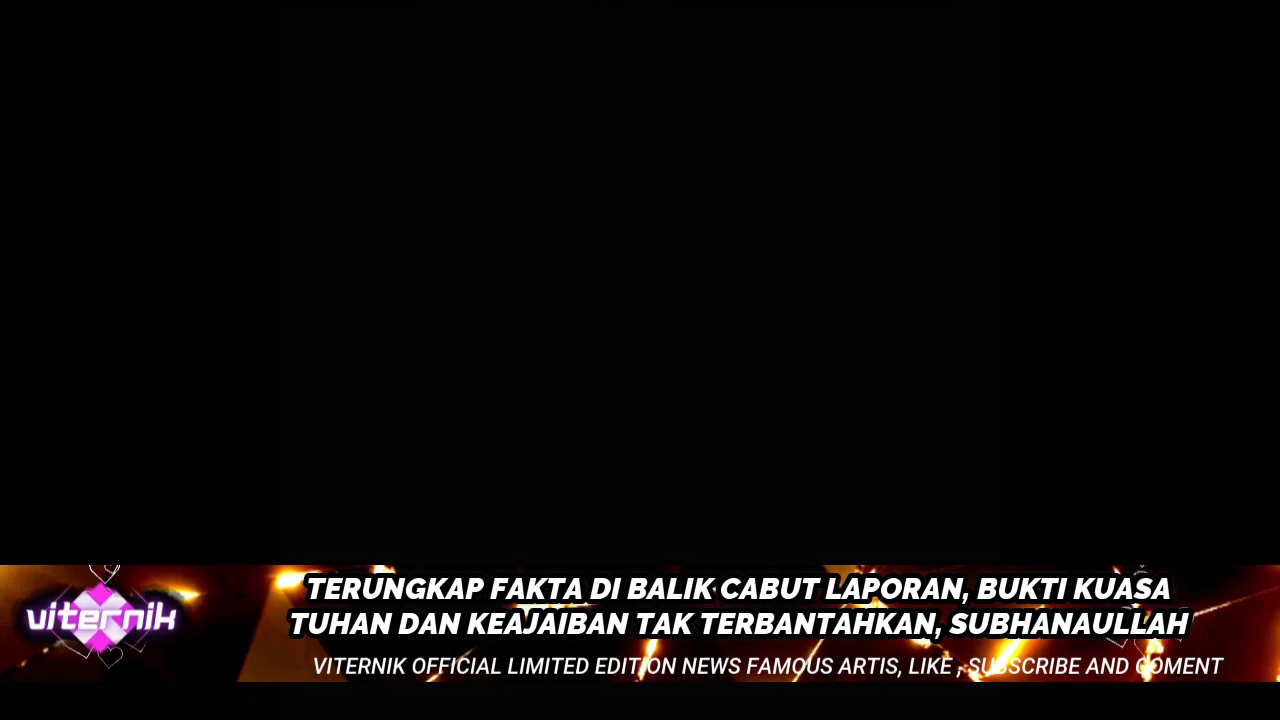 viternik
TERUNGKAP FAKTA DI BALIK CABUT LAPORAN, BUKTI KUASA
TUHAN DAN KEAJAIBAN TAK TERBANTAHKAN, SUBHANAULLAH
VITERNIK OFFICIAL LIMITED EDITION NEWS FAMOUS ARTIS, LIKE , SUBSCRIBE AND COMENT